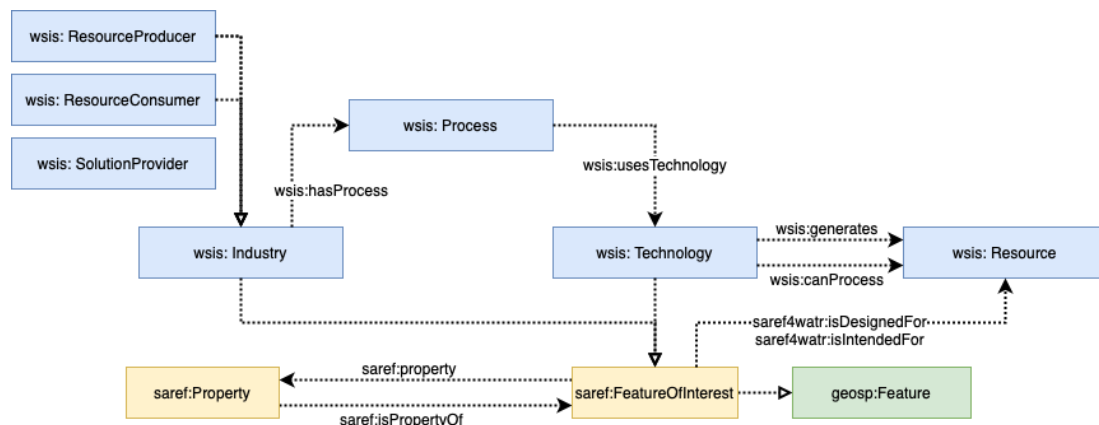 wsis: ResourceProducer
wsis: ResourceConsumer
wsis: Process
wsis: SolutionProvider
wsis:usesTechnology
wsis:hasProcess
wsis: Industry
wsis: Technology
wsis:generates
wsis: Resource
wsis:canProcess
saref4watr:isDesignedFor
saref4watr:isIntendedFor
saref:property
saref:Property
saref:FeatureOfInterest
geosp:Feature
saref:isPropertyOf